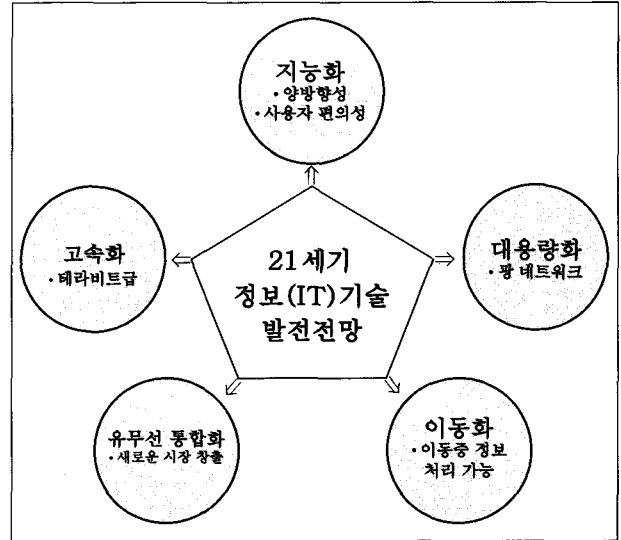 지능화
• 양방향성
• 사용자 편의성
고속화
• 테라비트급
21세기
정보(IT)기술
발전전망
대용량화
• 광 네트워크
유무선 통합화
• 새로운 시장 창출
이동화
• 이동중 정보
처리 가능